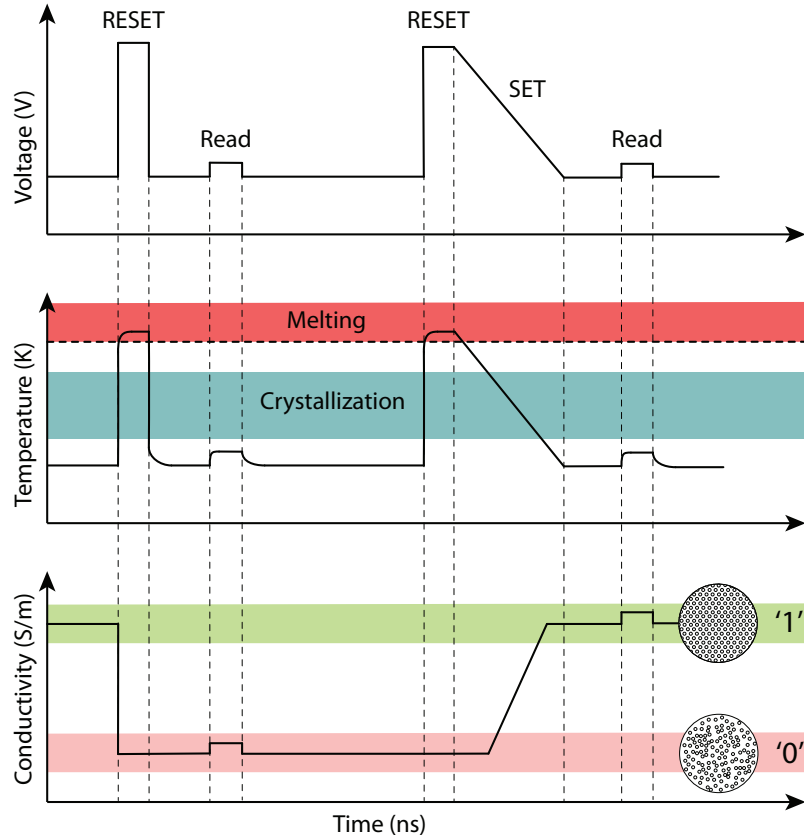 RESET
RESET
SET
Read
Read
Voltage (V)
Melting
Crystallization
Temperature (K)
Conductivity (S/m)
‘1’
‘0’
Time (ns)